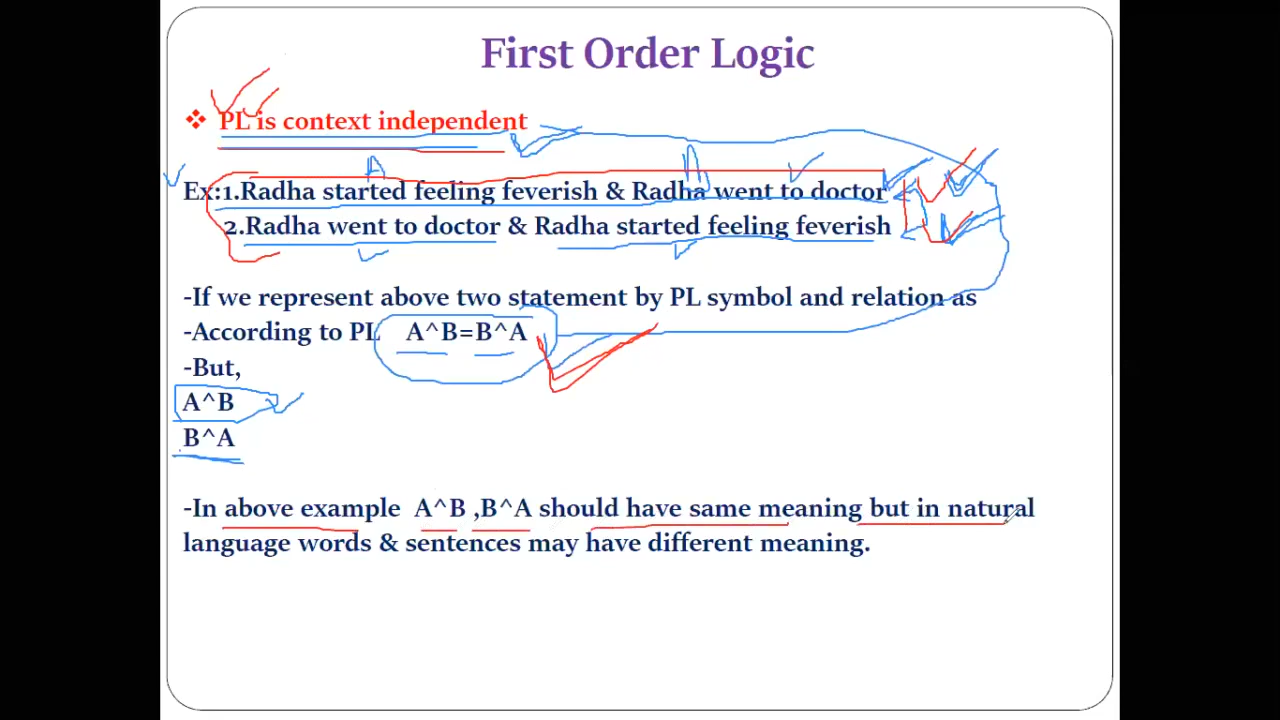 First Order Logic
❖ PL is context independent
A
Ex:1.Radha started feeling feverish & Radha went to doctor
2.Radha went to doctor & Radha started feeling feverish
-If we represent above two statement by PL symbol and relation as
-According to PL A^B=B^A
-But,
A^B
B^A
-In above example A^B ,B^A should have same meaning but in natural
language words & sentences may have different meaning.